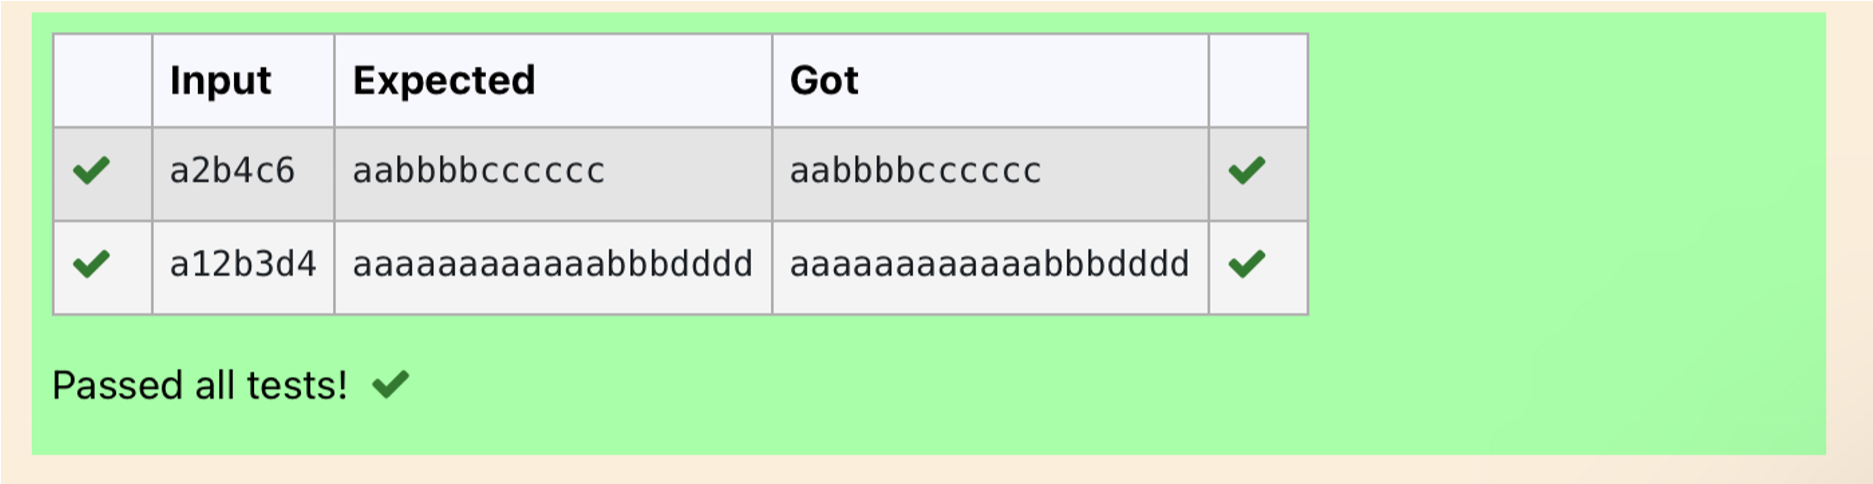 Input Expected Got
a2b4c6 aabbbbcccccc aabbbbcccccc
a12b3d4 aaaaaaaaaaaabbbdddd aaaaaaaaaaaabbbdddd
Passed all tests!